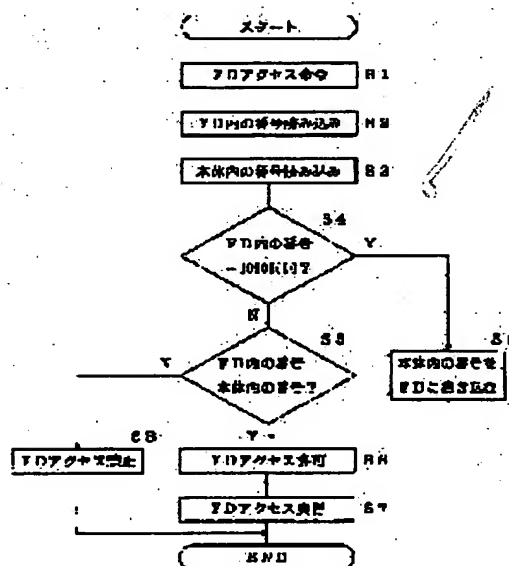 スタート
FDアクセス命令 S1
FD内の番号読み込み S2
本体内の番号読み込み S3
S4
FD内の番号
Y
N
S5
FD内の番号
本体内の番号?
本体内の番号を
FDに書き込む
Y
FDアクセス禁止
FDアクセス許可 S6
FDアクセス実行 S7
END